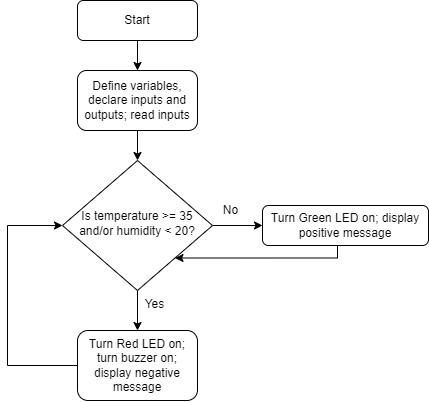 Start
Define variables,
declare inputs and
outputs; read inputs
Is temperature >= 35
and/or humidity < 20?
No
Turn Green LED on; display
positive message
Yes
Turn Red LED on;
turn buzzer on;
display negative
message